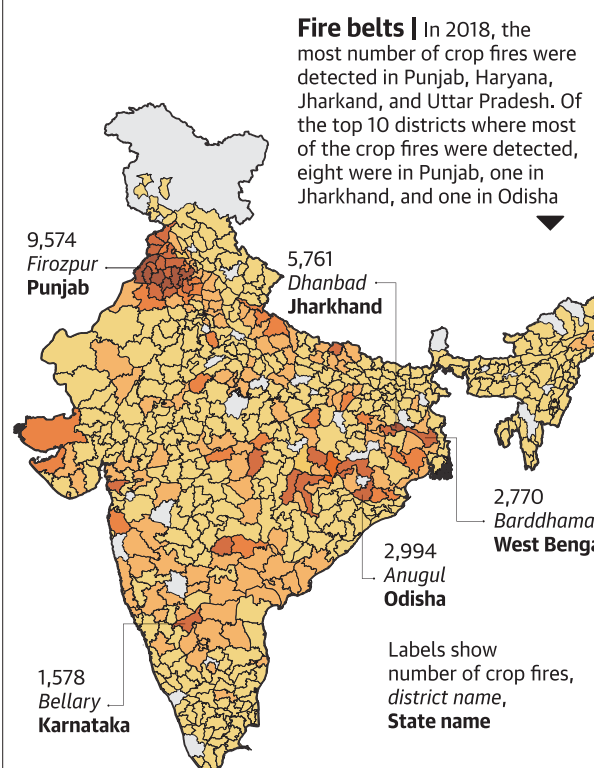 Fire belts | In 2018, the
most number of crop fires were
detected in Punjab, Haryana,
Jharkand, and Uttar Pradesh. Of
the top 10 districts where most
of the crop fires were detected,
eight were in Punjab, one in
Jharkhand, and one in Odisha
9,574
Firozpur
Punjab
5,761
Dhanbad
Jharkhand
2,770
Barddhama
West Benga
2,994
Anugul
Odisha
1,578
Bellary
Karnataka
Labels show
number of crop fires,
district name,
State name